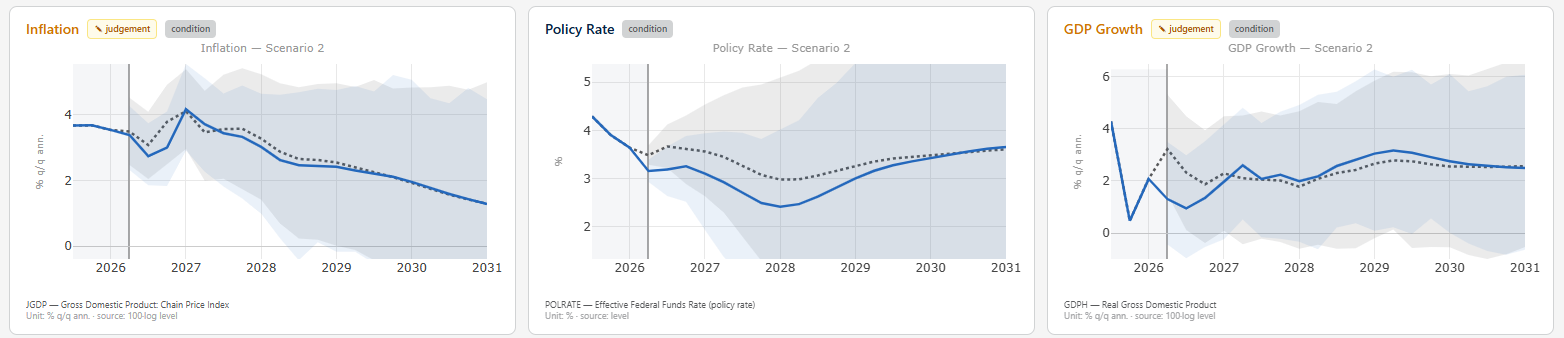 Inflation judgement condition
Inflation — Scenario 2
% q/q ann.
4
2
0
2026 2027 2028 2029 2030 2031
JGDP — Gross Domestic Product: Chain Price Index
Unit: % q/q ann. · source: 100·log level
Policy Rate condition
Policy Rate — Scenario 2
%
5
4
3
2
2026 2027 2028 2029 2030 2031
POLRATE — Effective Federal Funds Rate (policy rate)
Unit: % · source: level
GDP Growth judgement condition
GDP Growth — Scenario 2
% q/q ann.
6
4
2
0
2026 2027 2028 2029 2030 2031
GDPH — Real Gross Domestic Product
Unit: % q/q ann. · source: 100·log level